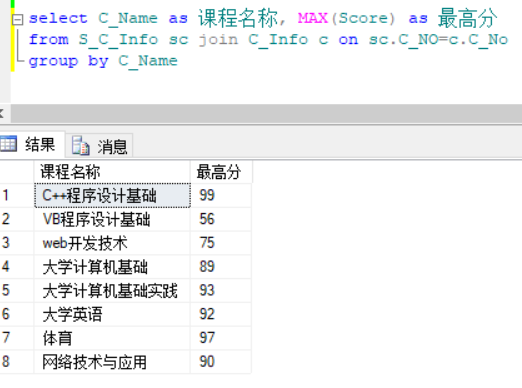 select C_Name as 课程名称, MAX(Score) as 最高分
from S_C_Info sc join C_Info c on sc.C_NO=c.C_No
group by C_Name
结果 消息
课程名称 最高分
1 C++程序设计基础 99
2 VB程序设计基础 56
3 web开发技术 75
4 大学计算机基础 89
5 大学计算机基础实践 93
6 大学英语 92
7 体育 97
8 网络技术与应用 90